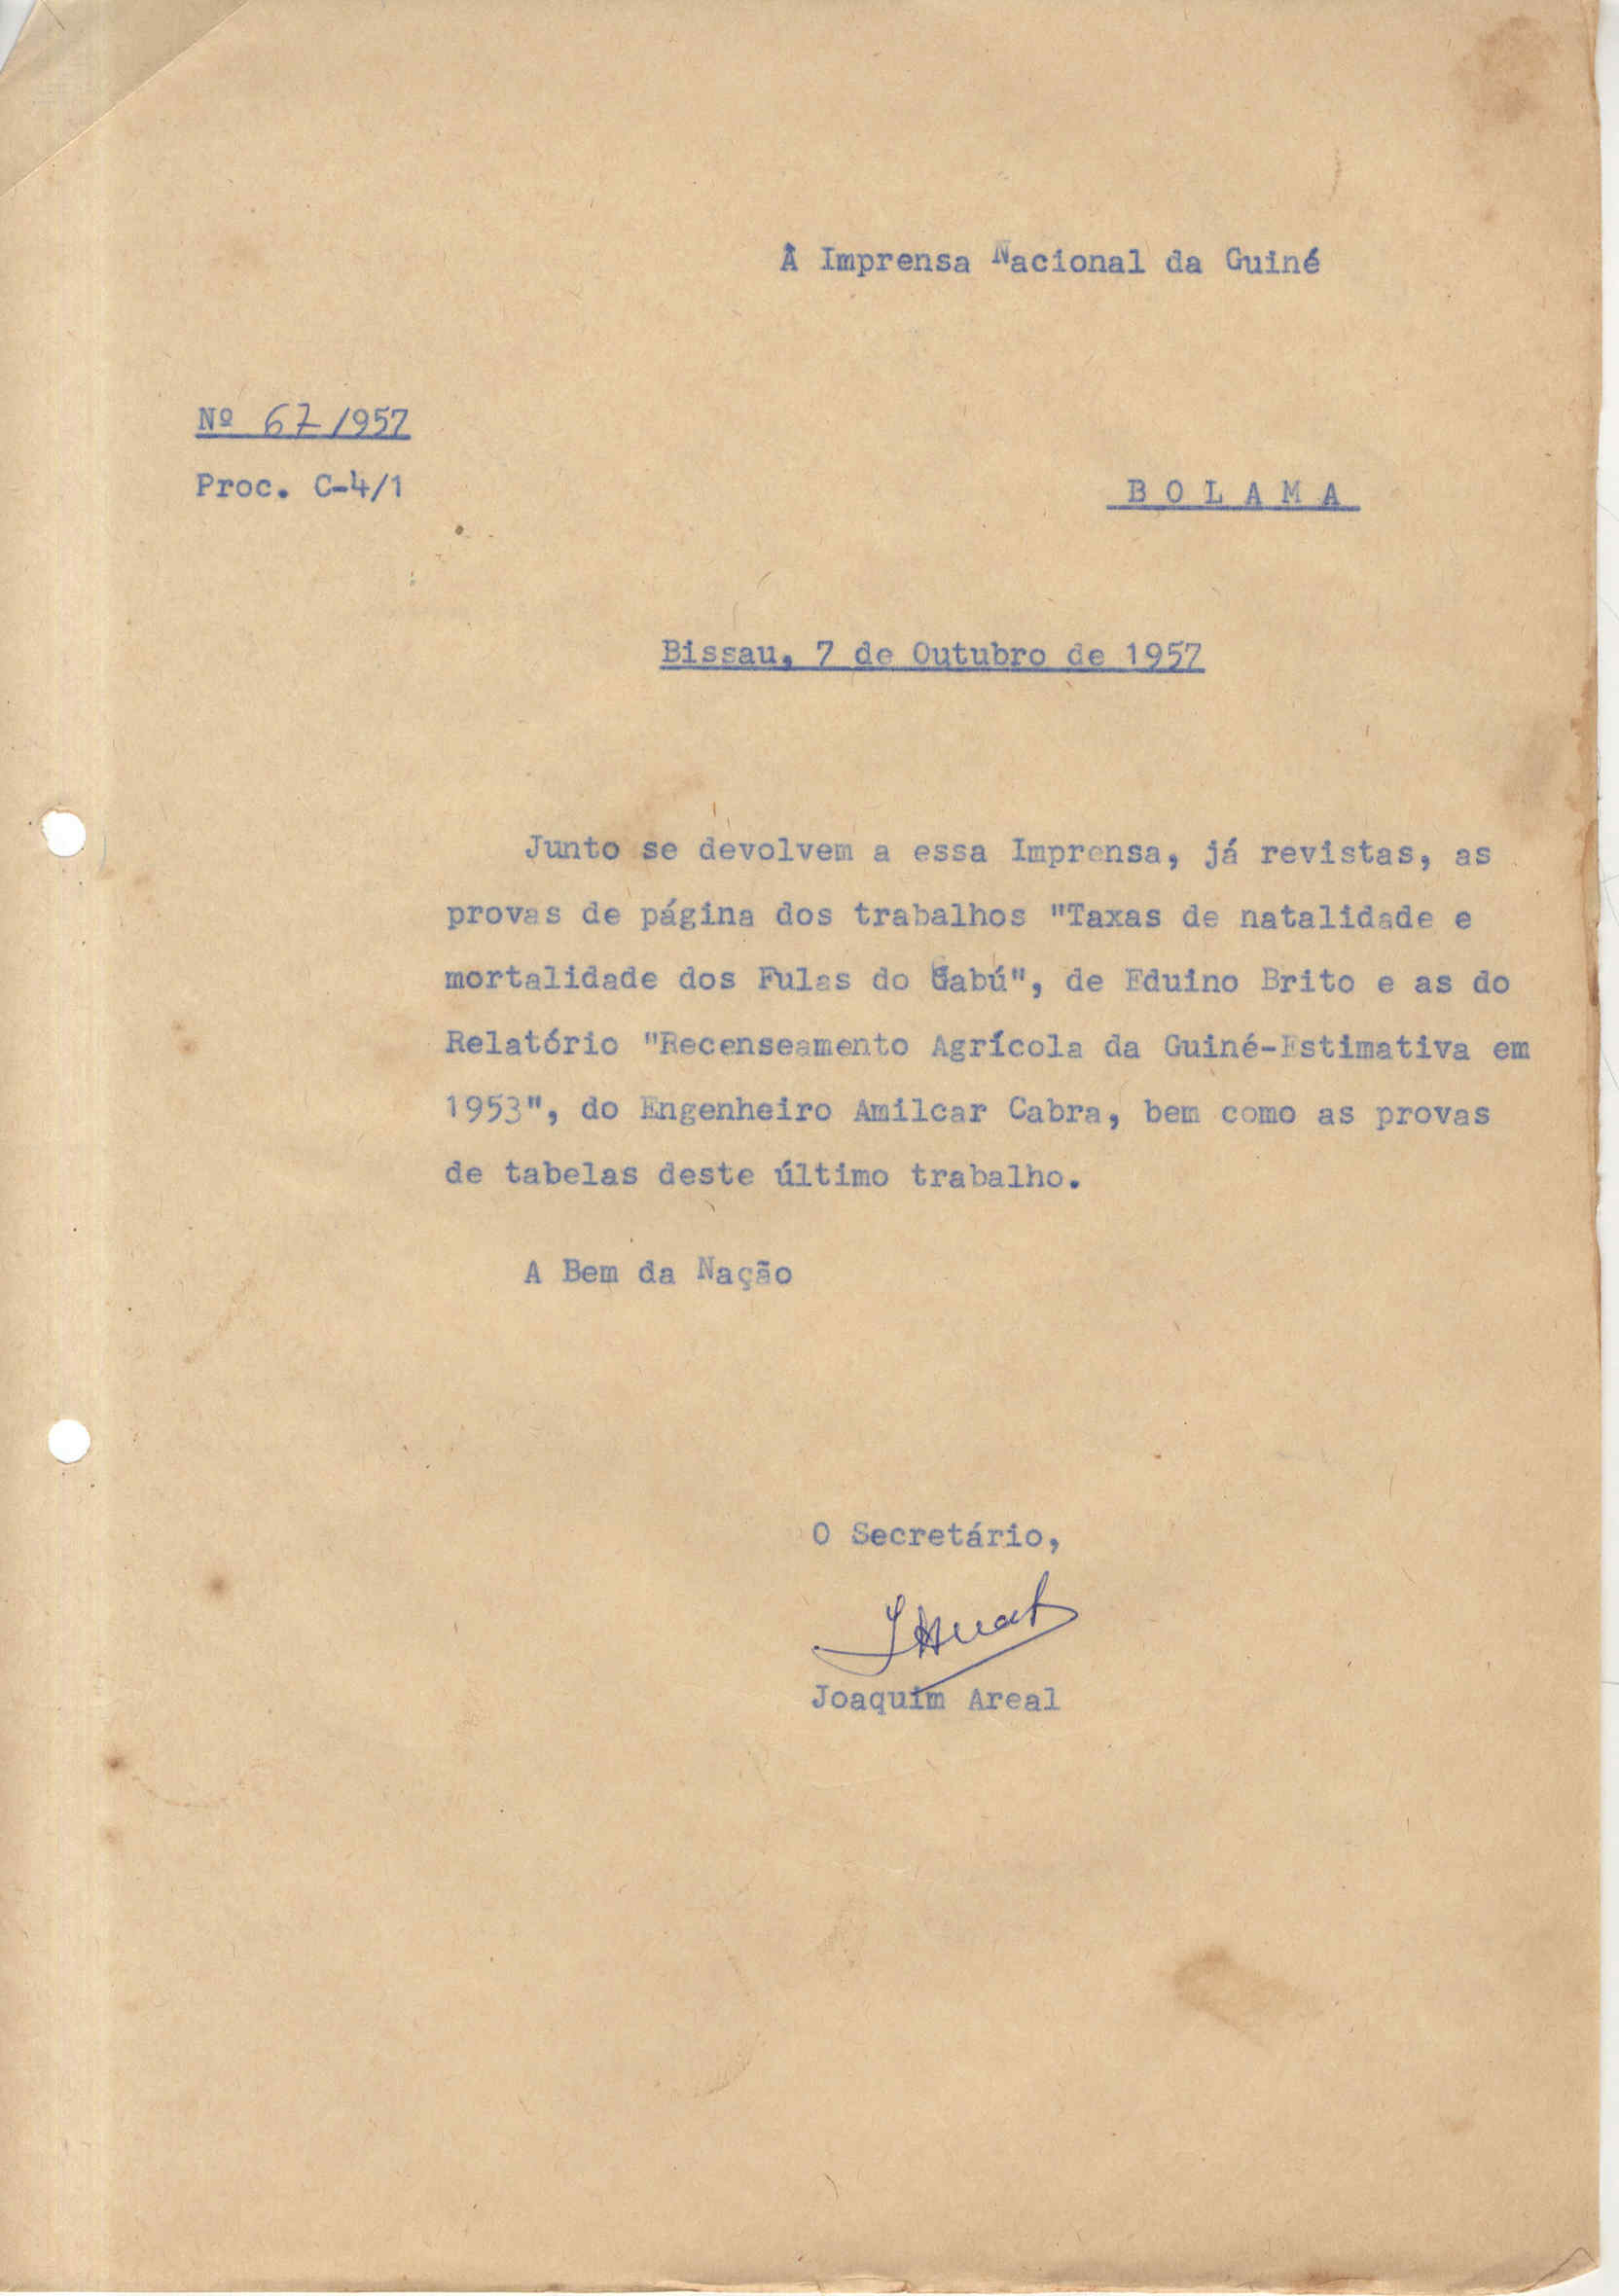 À Imprensa Nacional da Guiné
Nº 67/1957
Proc. C-4/1
B O L A M A
Bissau, 7 de Outubro de 1957
Junto se devolvem a essa Imprensa, já revistas, as
provas de página dos trabalhos "Taxas de natalidade e
mortalidade dos Fulas do Gabú", de Eduino Brito e as do
Relatório "Recenseamento Agrícola da Guiné-Estimativa em
1953", do Engenheiro Amilcar Cabra, bem como as provas
de tabelas deste último trabalho.
A Bem da Nação
O Secretário,
Joaquim Areal